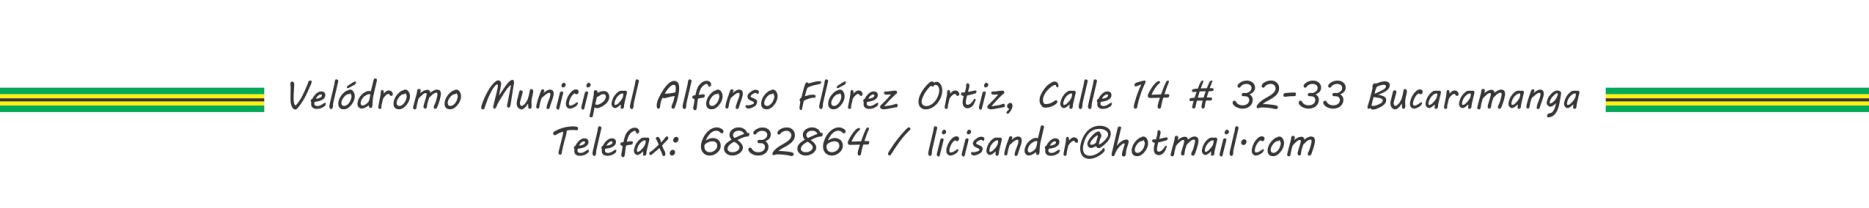 Velódromo Municipal Alfonso Flórez Ortiz, Calle 14 # 32-33 Bucaramanga
Telefax: 6832864 / licisander@hotmail.com